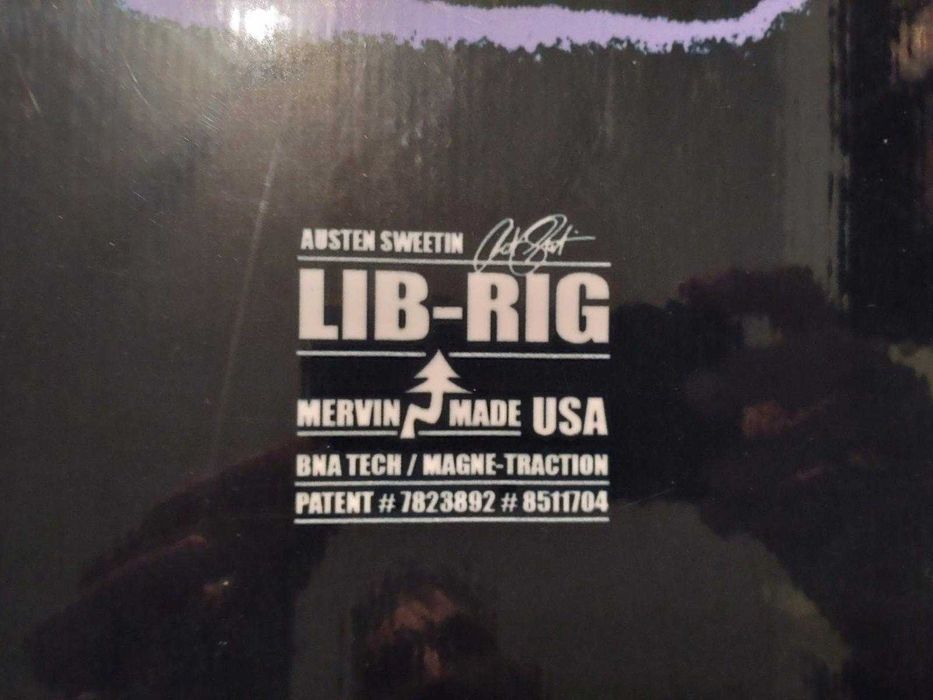 AUSTEN SWEETIN
LIB-RIG
MERVIN MADE USA
BNA TECH / MAGNE-TRACTION
PATENT # 7823892 # 8511704